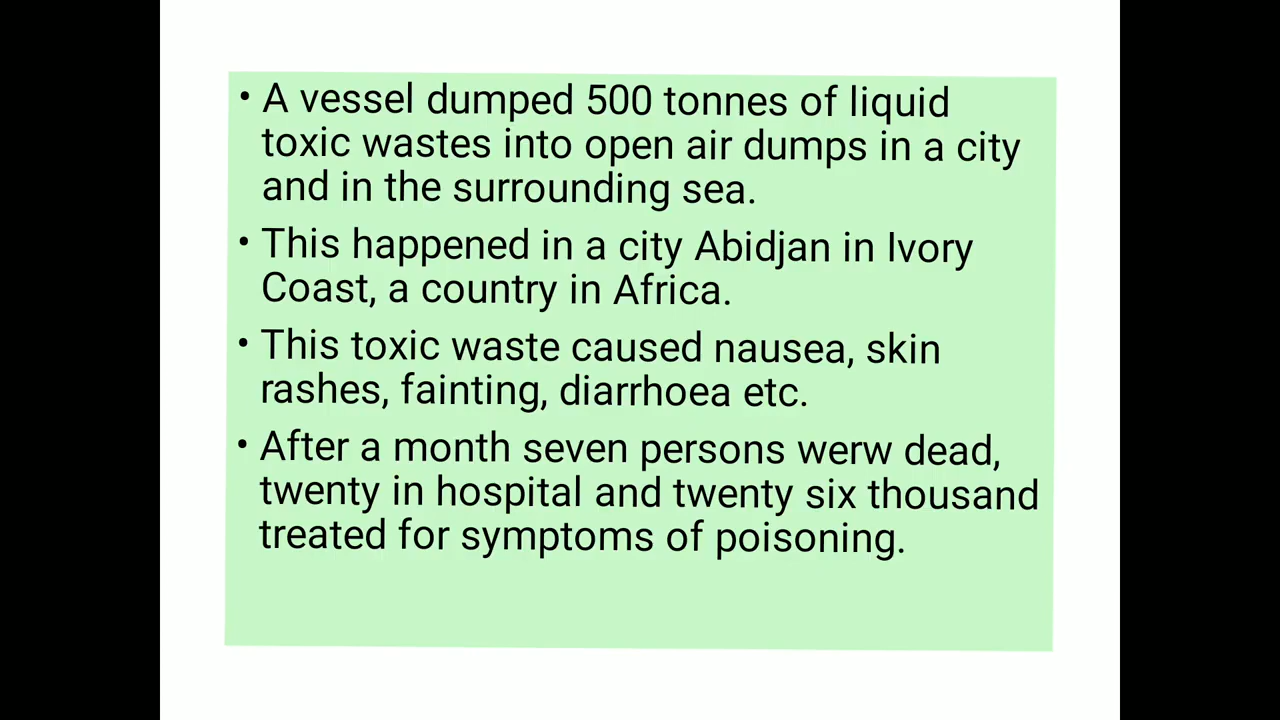 • A vessel dumped 500 tonnes of liquid
toxic wastes into open air dumps in a city
and in the surrounding sea.
• This happened in a city Abidjan in Ivory
Coast, a country in Africa.
• This toxic waste caused nausea, skin
rashes, fainting, diarrhoea etc.
• After a month seven persons werw dead,
twenty in hospital and twenty six thousand
treated for symptoms of poisoning.